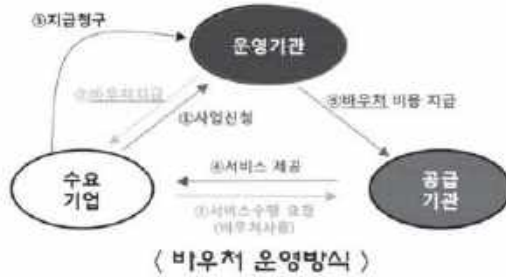 ⑤지급청구
운영기관
②바우처지급
①사업신청
⑥바우처 비용 지급
수요
기업
④서비스 제공
공급
기관
③서비스수행 요청
(바우처사용)
〈 바우처 운영방식 〉